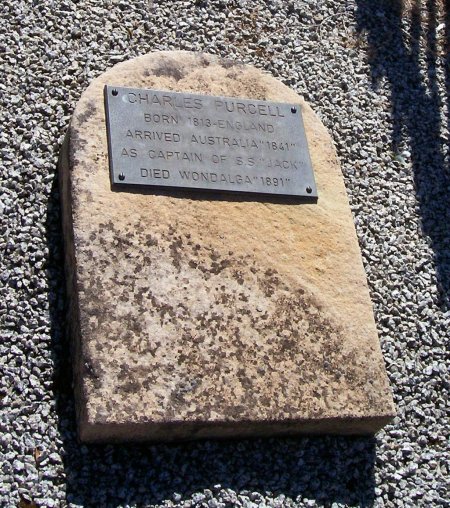 CHARLES PURCELL
BORN 1813-ENGLAND
ARRIVED AUSTRALIA "1841"
AS CAPTAIN OF S.S "JACK"
DIED WONDALGA "1891"